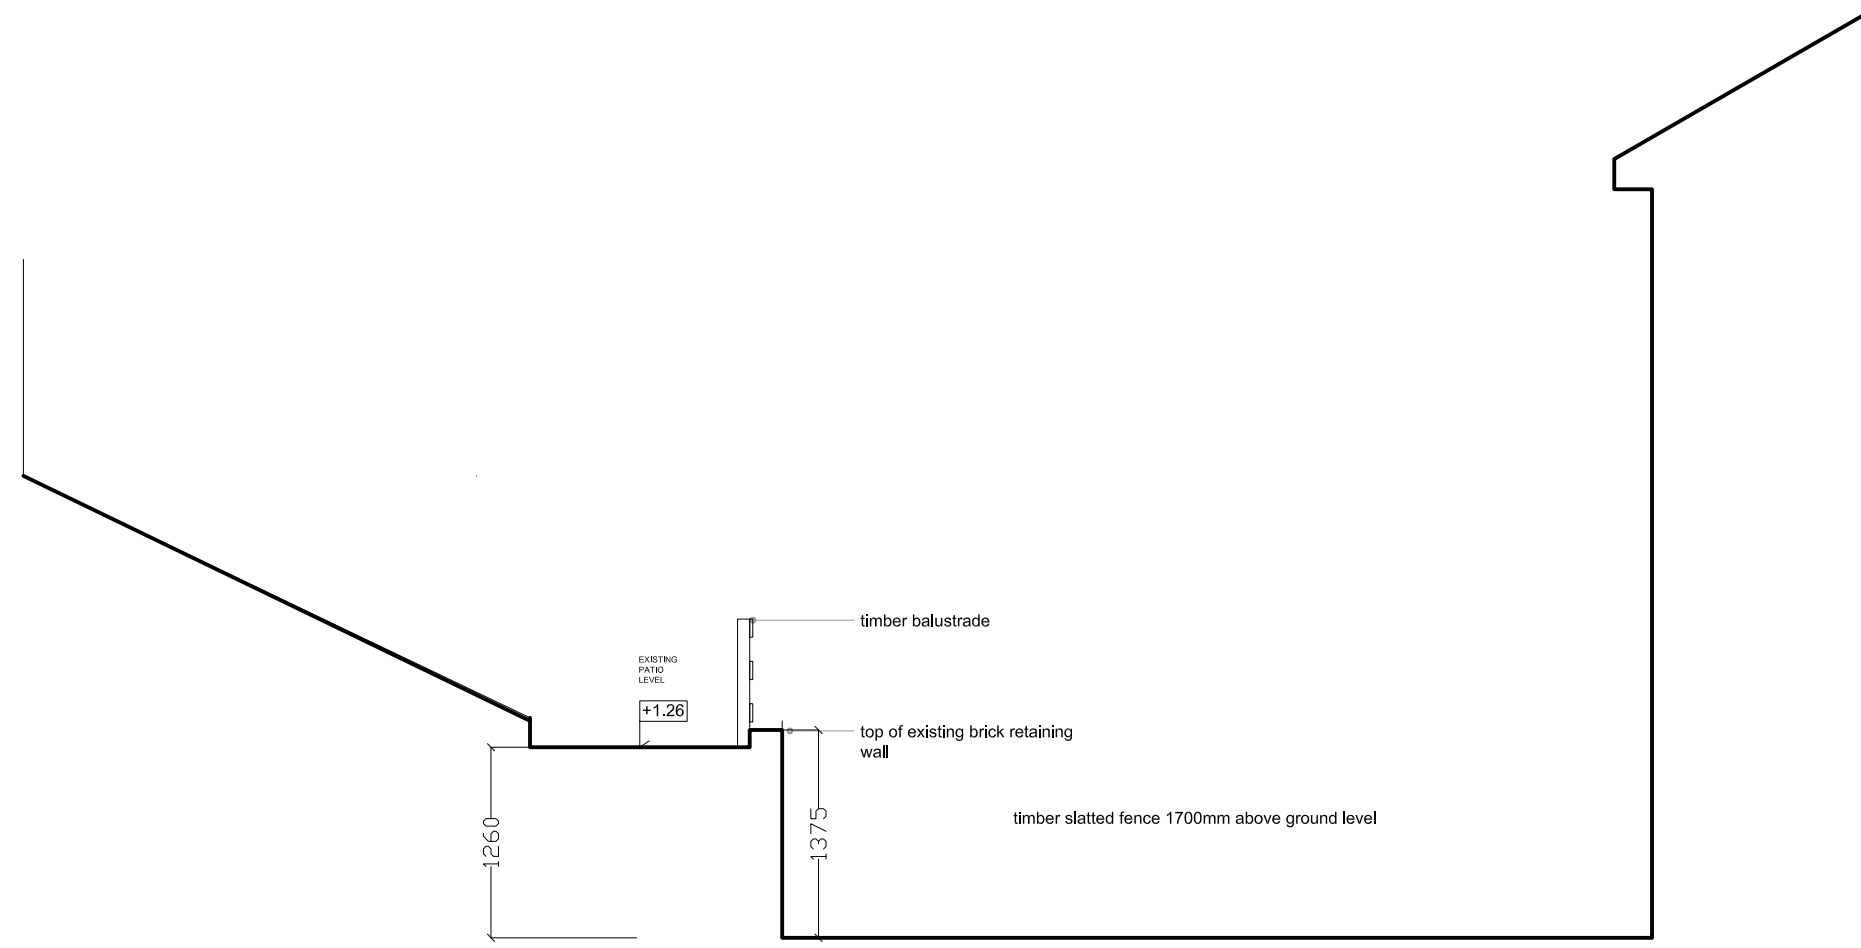 timber balustrade
EXISTING
PATIO
LEVEL
+1.26
top of existing brick retaining
wall
1260
1375
timber slatted fence 1700mm above ground level